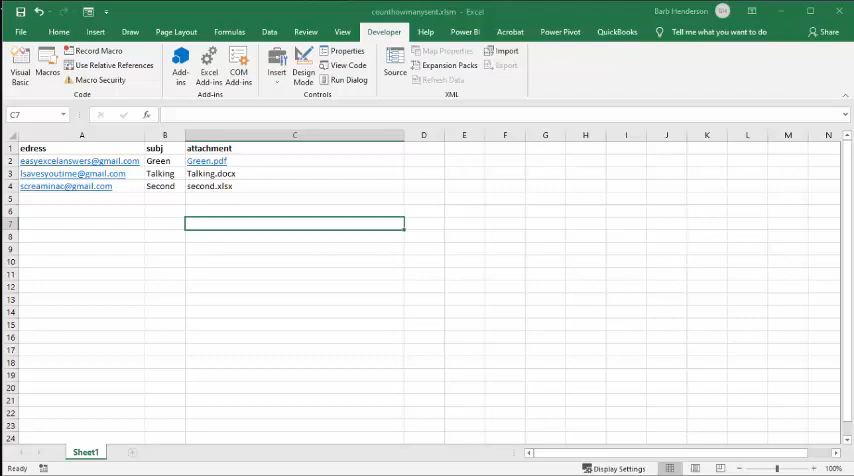 counthowmanysent.xlsm - Excel
Barb Henderson
BH
File Home Insert Draw Page Layout Formulas Data Review View Developer Help Power BI Acrobat Power Pivot QuickBooks Tell me what you want to do Share
Visual Basic
Macros
Record Macro
Use Relative References
Macro Security
Code
Add-ins
Excel Add-ins
COM Add-ins
Add-ins
Insert
Design Mode
Properties
View Code
Run Dialog
Controls
Source
Map Properties
Expansion Packs
Refresh Data
Import
Export
XML
C7
fx
A B C D E F G H I J K L M N
1 edress subj attachment
2 easyexcelanswers@gmail.com Green Green.pdf
3 lsavesyoutime@gmail.com Talking Talking.docx
4 screaminac@gmail.com Second second.xlsx
5
6
7
8
9
10
11
12
13
14
15
16
17
18
19
20
21
22
23
24
Sheet1
Ready
Display Settings
100%